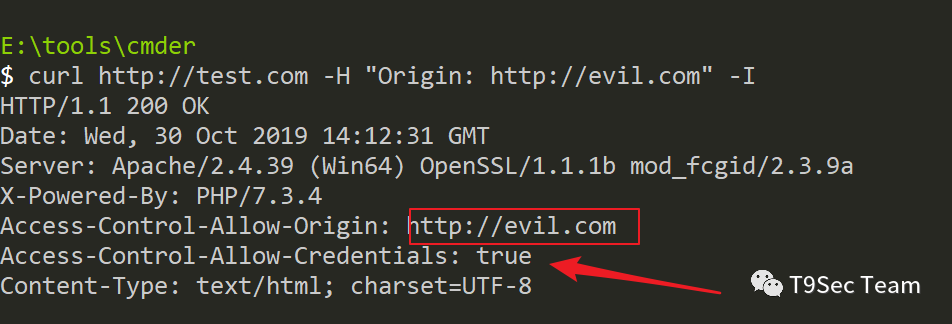 E:\tools\cmder
$ curl http://test.com -H "Origin: http://evil.com" -I
HTTP/1.1 200 OK
Date: Wed, 30 Oct 2019 14:12:31 GMT
Server: Apache/2.4.39 (Win64) OpenSSL/1.1.1b mod_fcgid/2.3.9a
X-Powered-By: PHP/7.3.4
Access-Control-Allow-Origin: http://evil.com
Access-Control-Allow-Credentials: true
Content-Type: text/html; charset=UTF-8
T9Sec Team